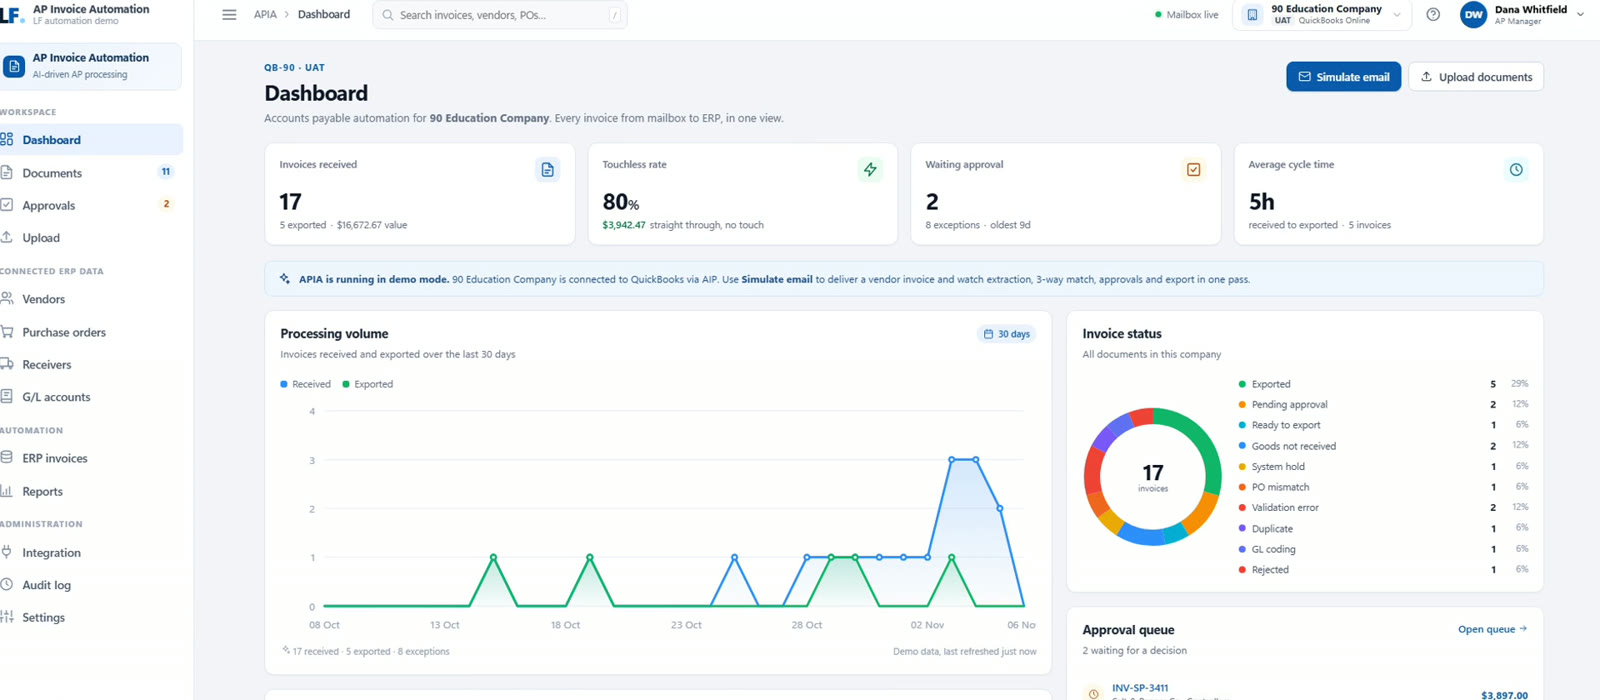 LF.
AP Invoice Automation
LF automation demo
AP Invoice Automation
AI-driven AP processing
WORKSPACE
Dashboard
Documents 11
Approvals 2
Upload
CONNECTED ERP DATA
Vendors
Purchase orders
Receivers
G/L accounts
AUTOMATION
ERP invoices
Reports
ADMINISTRATION
Integration
Audit log
Settings
APIA > Dashboard
Search invoices, vendors, POs... /
Mailbox live
90 Education Company
UAT QuickBooks Online
DW
Dana Whitfield
AP Manager
QB-90 · UAT
Dashboard
Accounts payable automation for 90 Education Company. Every invoice from mailbox to ERP, in one view.
Simulate email
Upload documents
Invoices received
17
5 exported · $16,672.67 value
Touchless rate
80%
$3,942.47 straight through, no touch
Waiting approval
2
8 exceptions · oldest 9d
Average cycle time
5h
received to exported · 5 invoices
APIA is running in demo mode. 90 Education Company is connected to QuickBooks via AIP. Use Simulate email to deliver a vendor invoice and watch extraction, 3-way match, approvals and export in one pass.
Processing volume
30 days
Invoices received and exported over the last 30 days
Received Exported
4
3
2
1
0
08 Oct 13 Oct 18 Oct 23 Oct 28 Oct 02 Nov 06 No
17 received · 5 exported · 8 exceptions
Demo data, last refreshed just now
Invoice status
All documents in this company
17
invoices
Exported 5 29%
Pending approval 2 12%
Ready to export 1 6%
Goods not received 2 12%
System hold 1 6%
PO mismatch 1 6%
Validation error 2 12%
Duplicate 1 6%
GL coding 1 6%
Rejected 1 6%
Approval queue
Open queue →
2 waiting for a decision
INV-SP-3411
$3,897.00